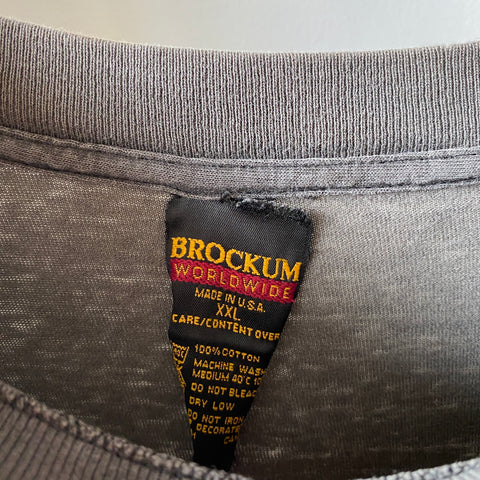 BROCKUM
WORLDWIDE
MADE IN U.S.A.
XXL
CARE/CONTENT OVER
100% COTTON
MACHINE WASH
MEDIUM 40°C
DO NOT BLEAC
DRY LOW
DO NOT IRON
DECORATE